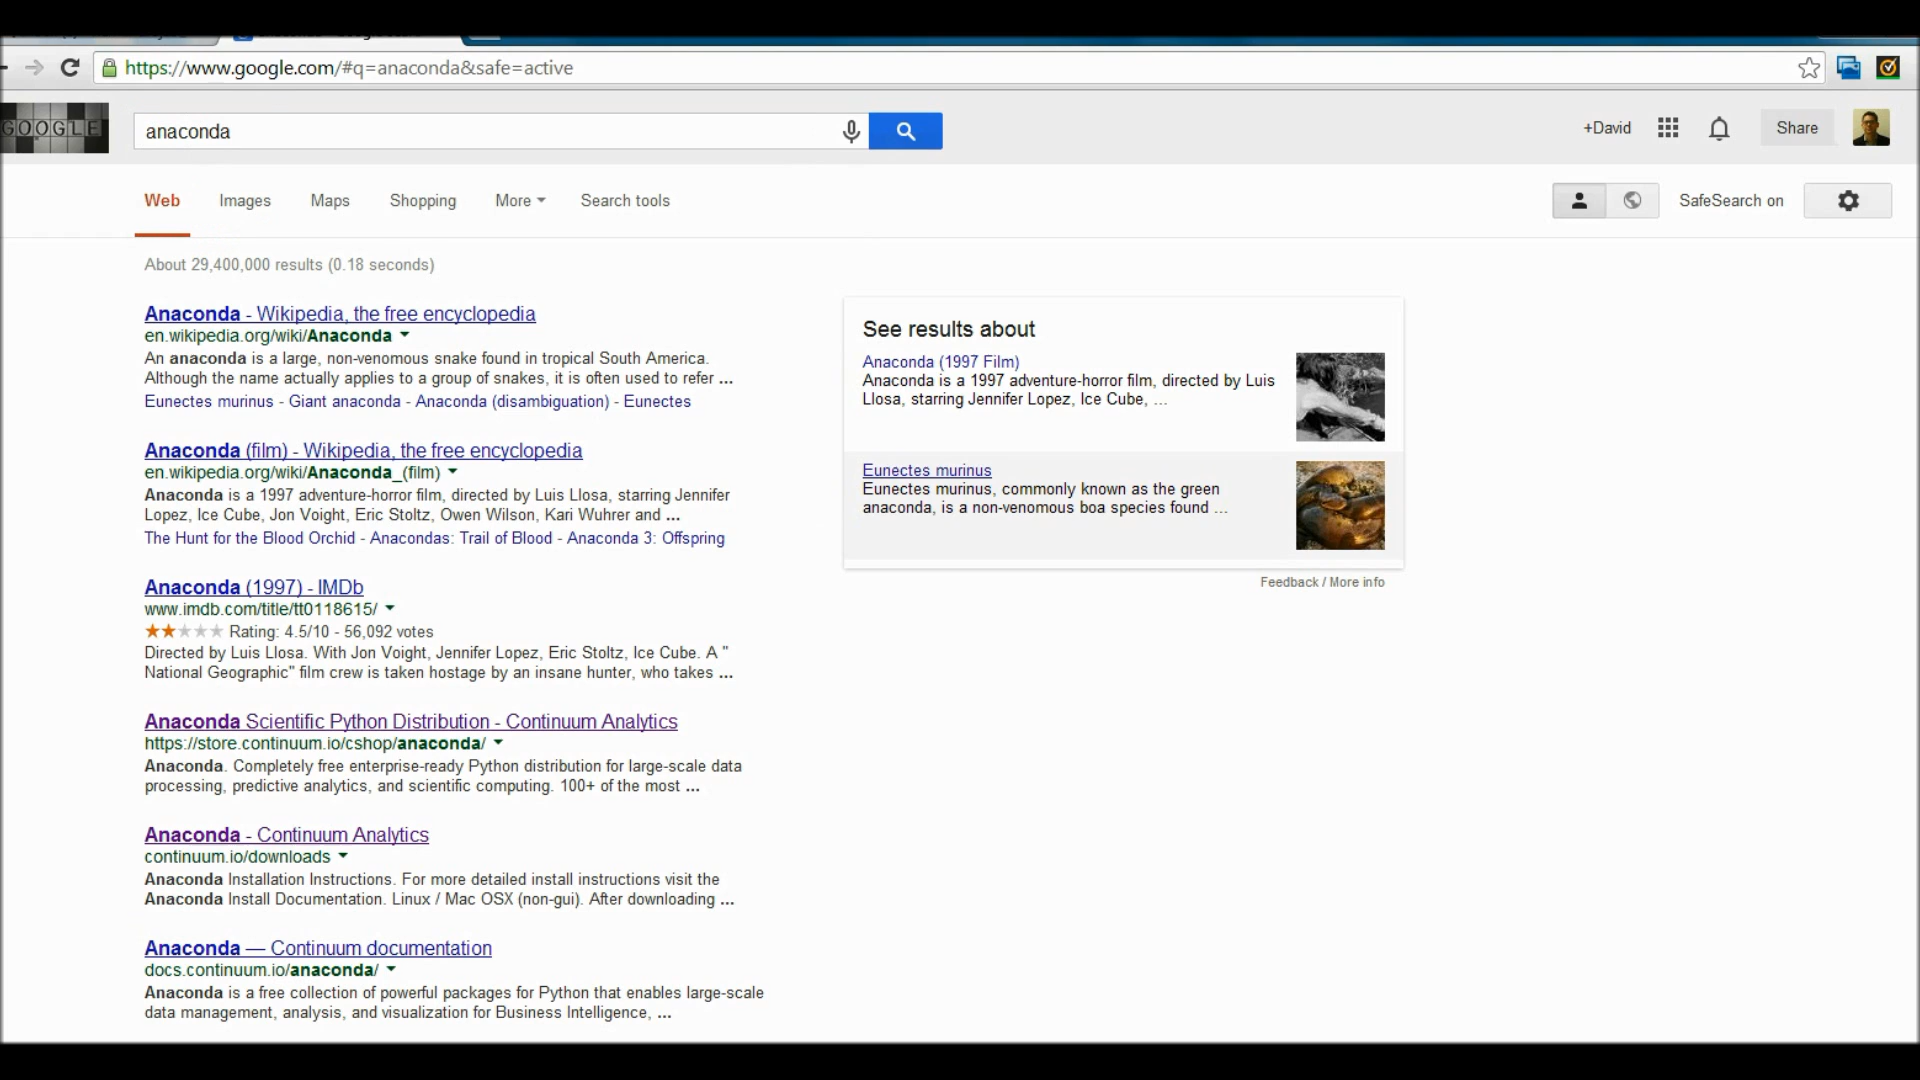 https://www.google.com/#q=anaconda&safe=active
GOOGLE
anaconda
+David
Share
Web
Images
Maps
Shopping
More
Search tools
SafeSearch on
About 29,400,000 results (0.18 seconds)
Anaconda - Wikipedia, the free encyclopedia
en.wikipedia.org/wiki/Anaconda
An anaconda is a large, non-venomous snake found in tropical South America.
Although the name actually applies to a group of snakes, it is often used to refer ...
Eunectes murinus - Giant anaconda - Anaconda (disambiguation) - Eunectes
Anaconda (film) - Wikipedia, the free encyclopedia
en.wikipedia.org/wiki/Anaconda_(film)
Anaconda is a 1997 adventure-horror film, directed by Luis Llosa, starring Jennifer
Lopez, Ice Cube, Jon Voight, Eric Stoltz, Owen Wilson, Kari Wuhrer and ...
The Hunt for the Blood Orchid - Anacondas: Trail of Blood - Anaconda 3: Offspring
Anaconda (1997) - IMDb
www.imdb.com/title/tt0118615/
Rating: 4.5/10 - 56,092 votes
Directed by Luis Llosa. With Jon Voight, Jennifer Lopez, Eric Stoltz, Ice Cube. A "
National Geographic" film crew is taken hostage by an insane hunter, who takes ...
Anaconda Scientific Python Distribution - Continuum Analytics
https://store.continuum.io/cshop/anaconda/
Anaconda. Completely free enterprise-ready Python distribution for large-scale data
processing, predictive analytics, and scientific computing. 100+ of the most ...
Anaconda - Continuum Analytics
continuum.io/downloads
Anaconda Installation Instructions. For more detailed install instructions visit the
Anaconda Install Documentation. Linux / Mac OSX (non-gui). After downloading ...
Anaconda — Continuum documentation
docs.continuum.io/anaconda/
Anaconda is a free collection of powerful packages for Python that enables large-scale
data management, analysis, and visualization for Business Intelligence, ...
See results about
Anaconda (1997 Film)
Anaconda is a 1997 adventure-horror film, directed by Luis
Llosa, starring Jennifer Lopez, Ice Cube, ...
Eunectes murinus
Eunectes murinus, commonly known as the green
anaconda, is a non-venomous boa species found ...
Feedback / More info